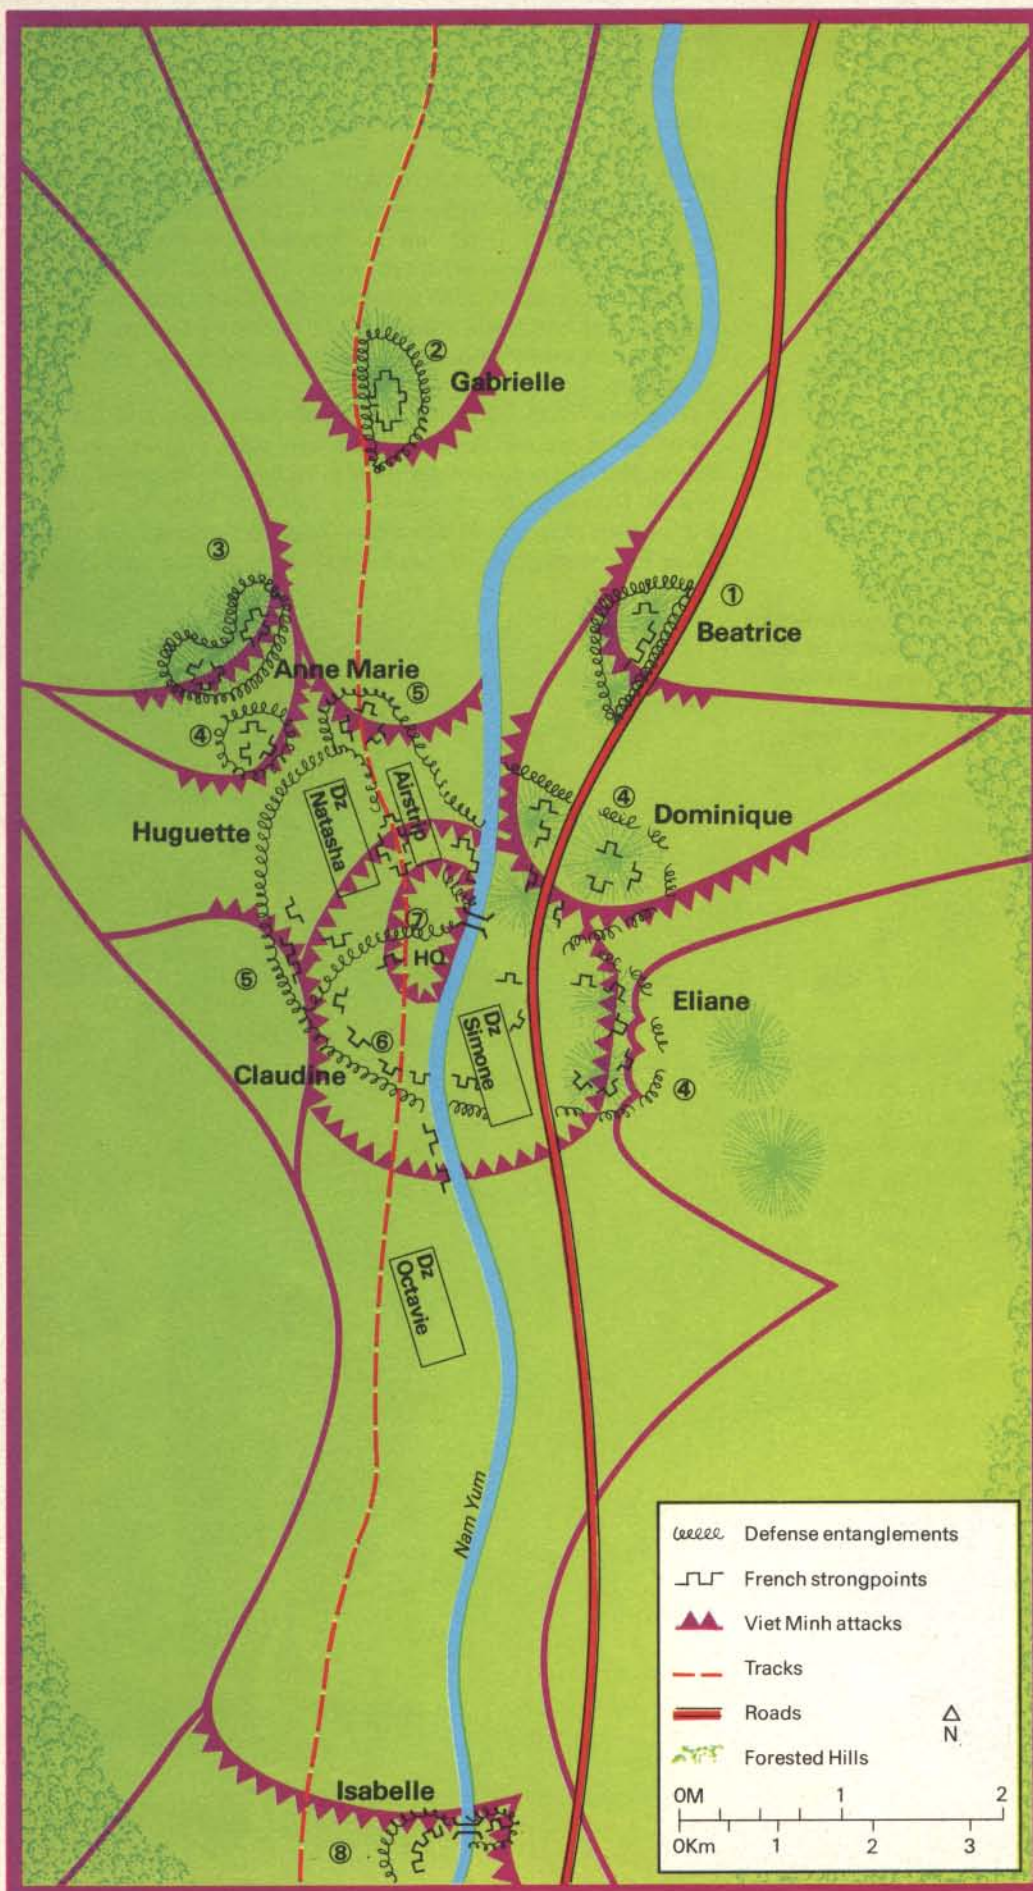 ②
Gabrielle
③
①
Beatrice
Anne Marie
⑤
④
Dz
Natasha
Airstrip
④
Dominique
Huguette
⑦
HQ
⑤
Eliane
Dz
Simone
⑥
Claudine
④
Dz
Octavie
Nam Yum
Isabelle
⑧
Defense entanglements
French strongpoints
Viet Minh attacks
Tracks
Roads
N
Forested Hills
0M 1 2
0Km 1 2 3